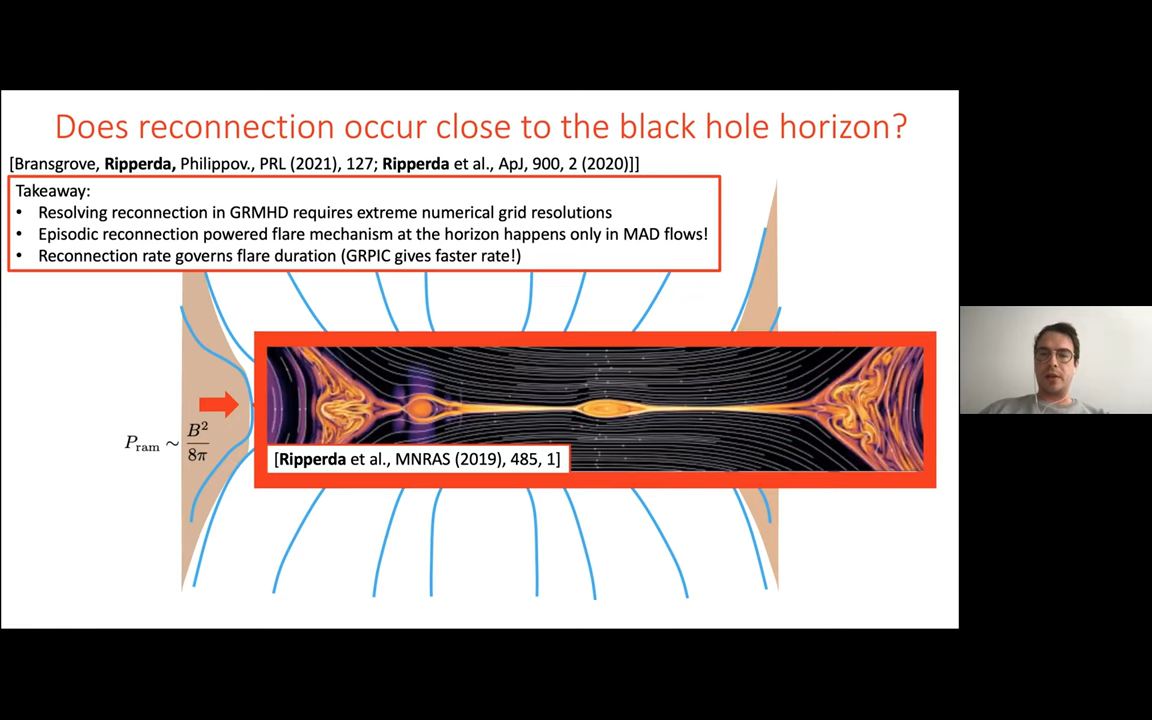 Does reconnection occur close to the black hole horizon?
[Bransgrove, Ripperda, Philippov., PRL (2021), 127; Ripperda et al., ApJ, 900, 2 (2020)]]
Takeaway:
• Resolving reconnection in GRMHD requires extreme numerical grid resolutions
• Episodic reconnection powered flare mechanism at the horizon happens only in MAD flows!
• Reconnection rate governs flare duration (GRPIC gives faster rate!)
P_ram ~ B²/8π
[Ripperda et al., MNRAS (2019), 485, 1]